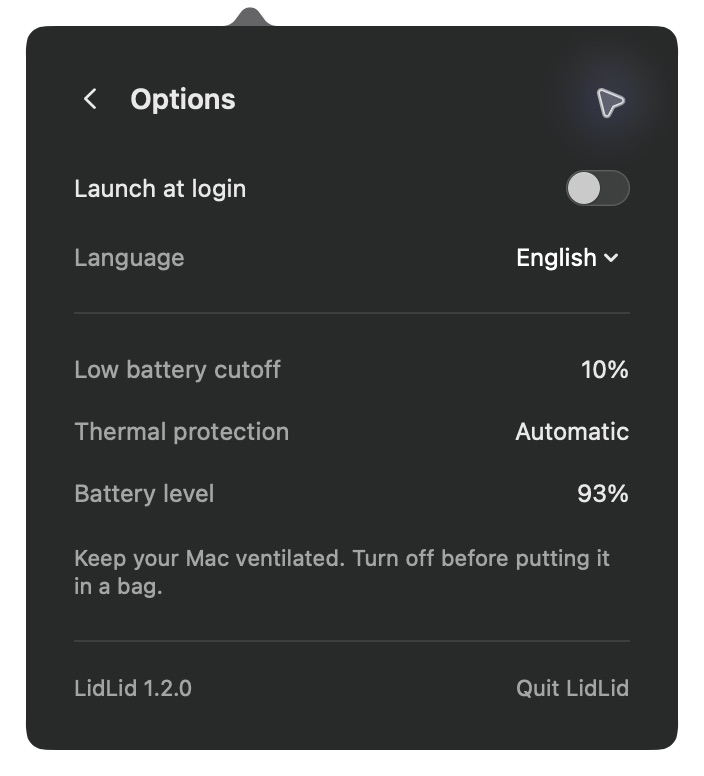 Options
Launch at login
Language English
Low battery cutoff 10%
Thermal protection Automatic
Battery level 93%
Keep your Mac ventilated. Turn off before putting it
in a bag.
LidLid 1.2.0 Quit LidLid